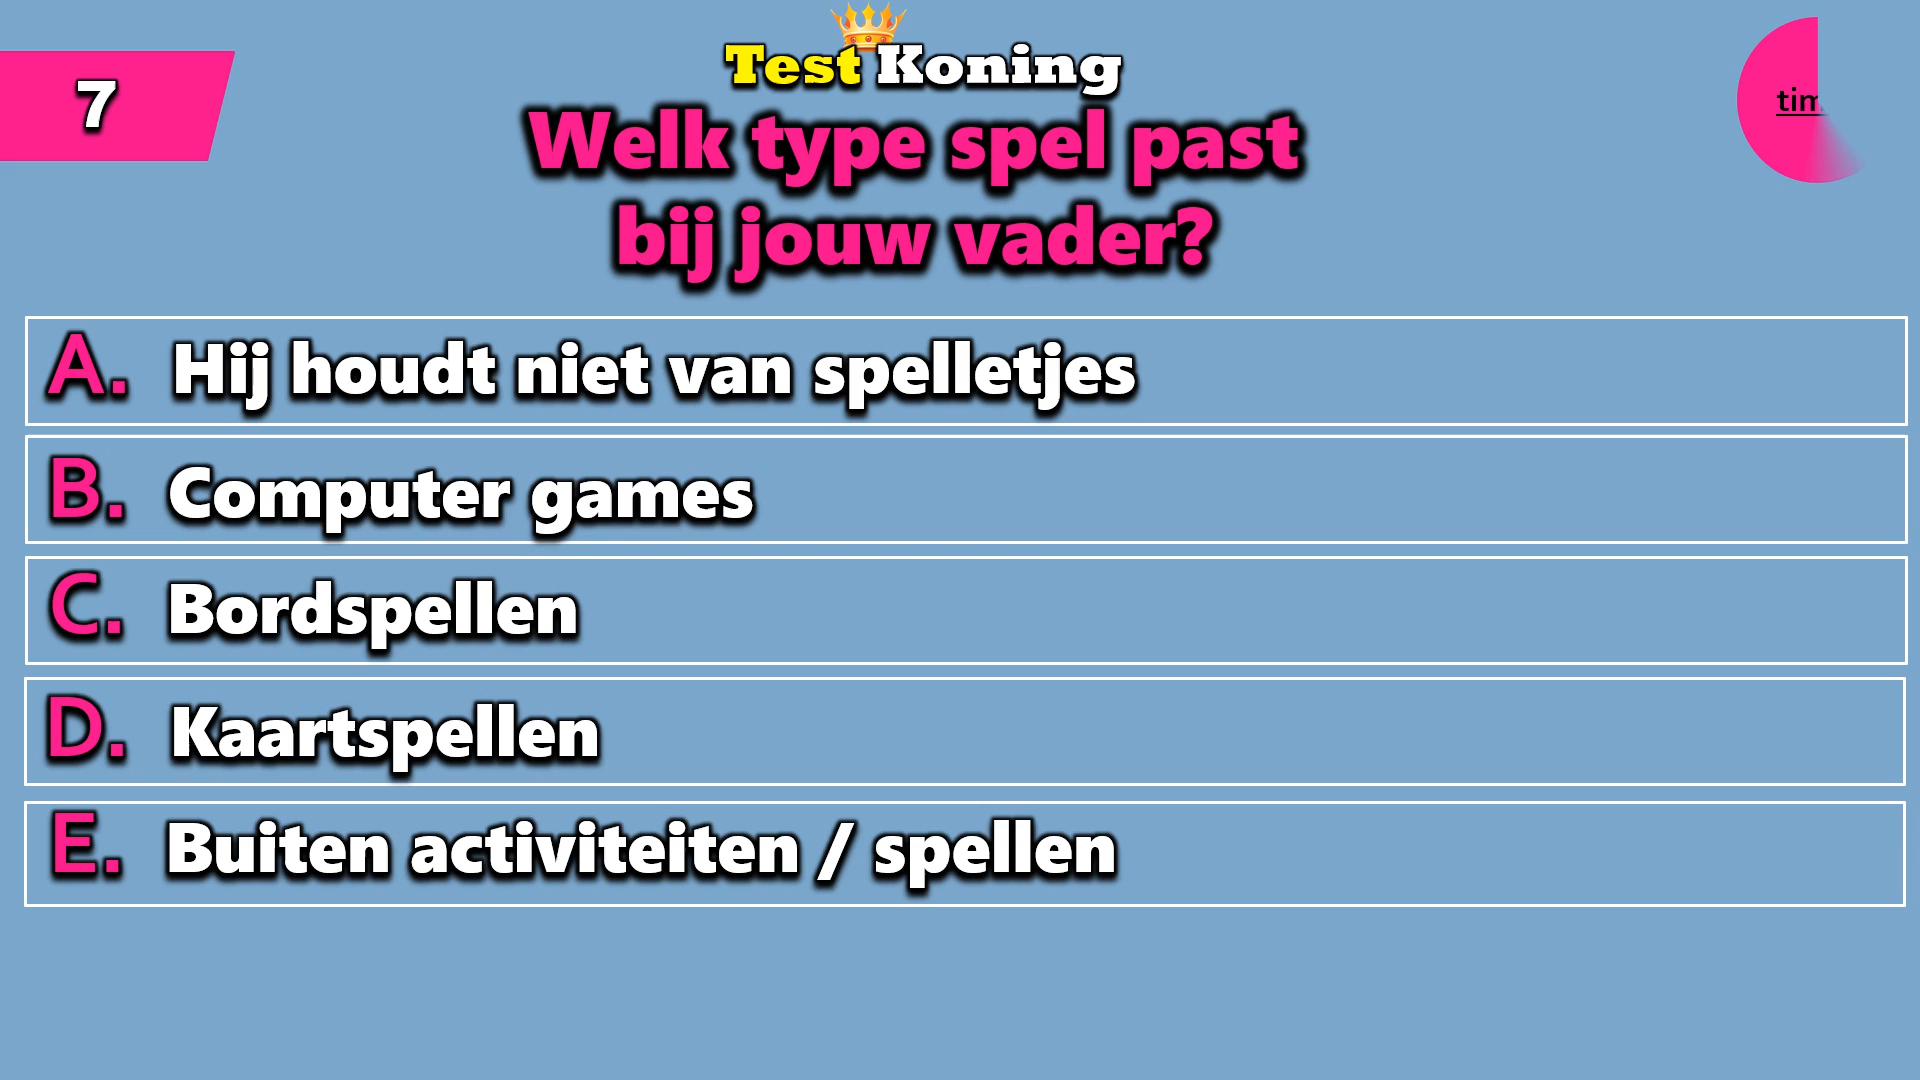 Test Koning
7
Welk type spel past
bij jouw vader?
A. Hij houdt niet van spelletjes
B. Computer games
C. Bordspellen
D. Kaartspellen
E. Buiten activiteiten / spellen